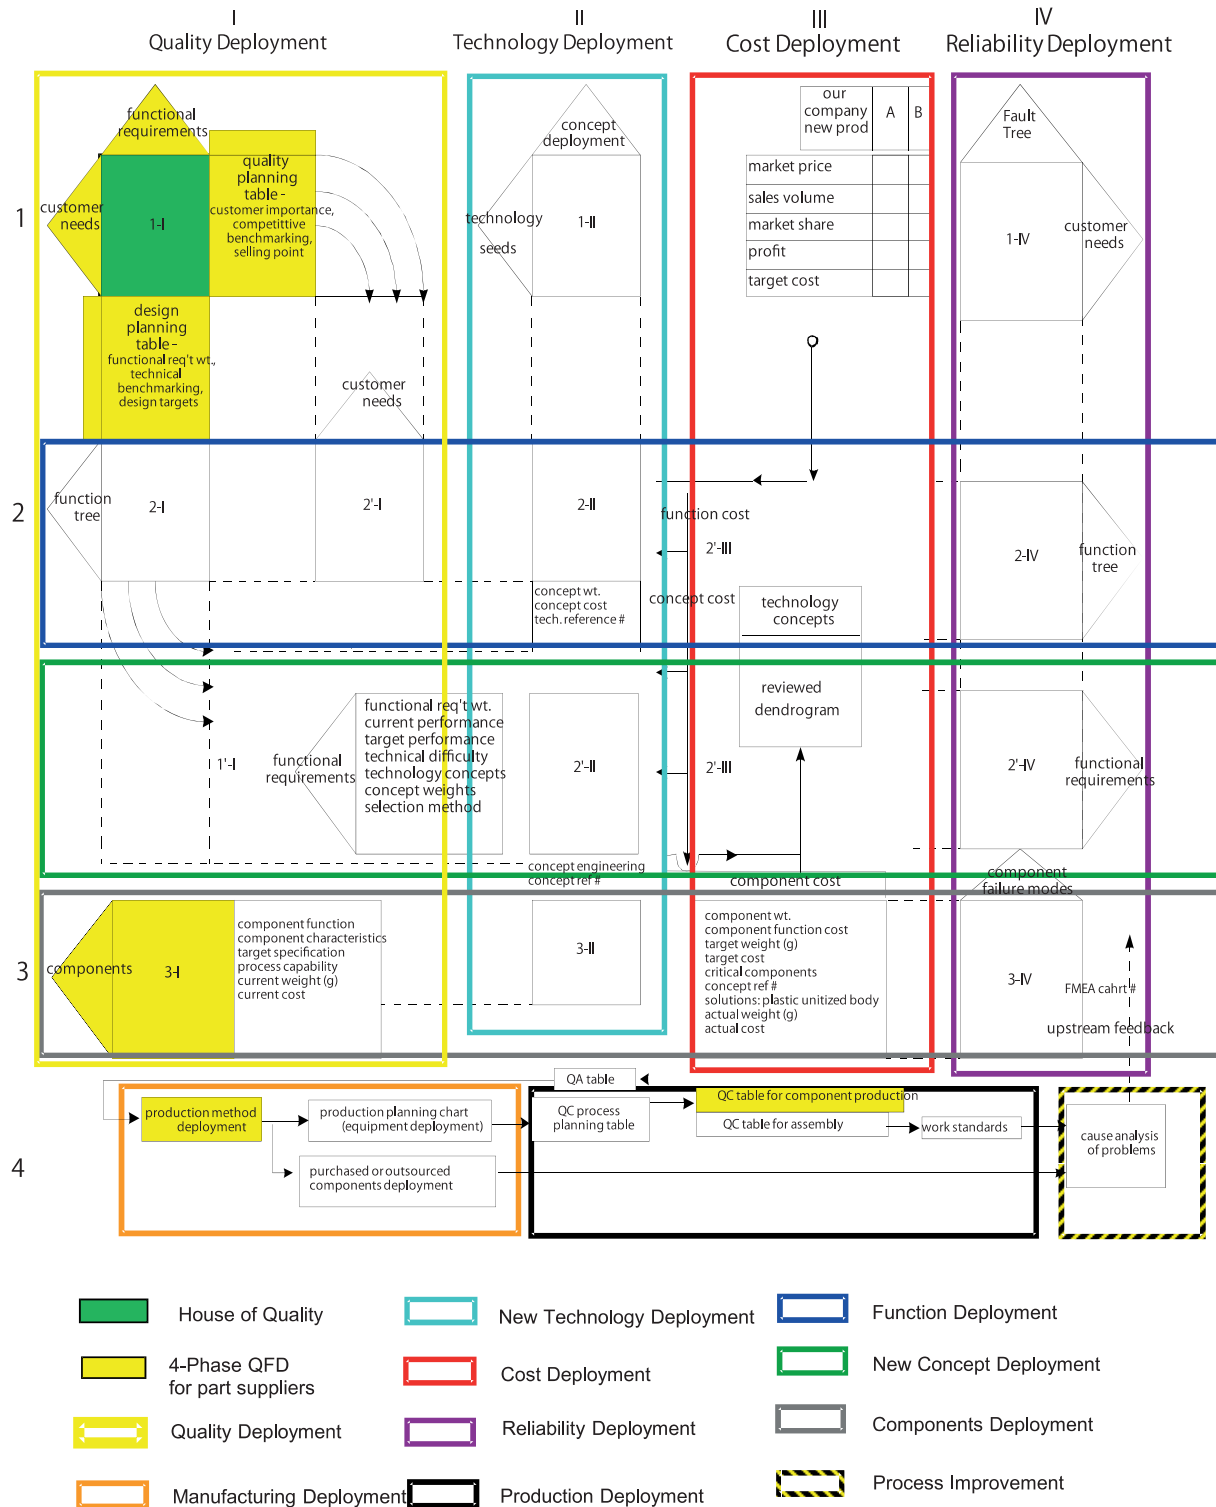 I
II
III
IV
Quality Deployment
Technology Deployment
Cost Deployment
Reliability Deployment
1
functional
requirements
customer
needs
1-I
quality
planning
table -
customer importance,
competittive
benchmarking,
selling point
design
planning
table -
functional req't wt.,
technical
benchmarking,
design targets
customer
needs
concept
deployment
technology
seeds
1-II
our
company
new prod
A
B
market price
sales volume
market share
profit
target cost
Fault
Tree
1-IV
customer
needs
2
function
tree
2-I
2'-I
2-II
concept wt.
concept cost
tech. reference #
function cost
2'-III
concept cost
technology
concepts
reviewed
dendrogram
2-IV
function
tree
1'-I
functional
requirements
functional req't wt.
current performance
target performance
technical difficulty
technology concepts
concept weights
selection method
2'-II
concept engineering
concept ref #
2'-III
2'-IV
functional
requirements
component cost
component
failure modes
3
components
3-I
component function
component characteristics
target specification
process capability
current weight (g)
current cost
3-II
component wt.
component function cost
target weight (g)
target cost
critical components
concept ref #
solutions: plastic unitized body
actual weight (g)
actual cost
3-IV
FMEA cahrt #
upstream feedback
4
QA table
production method
deployment
production planning chart
(equipment deployment)
purchased or outsourced
components deployment
QC process
planning table
QC table for component production
QC table for assembly
work standards
cause analysis
of problems
House of Quality
New Technology Deployment
Function Deployment
4-Phase QFD
for part suppliers
Cost Deployment
New Concept Deployment
Quality Deployment
Reliability Deployment
Components Deployment
Manufacturing Deployment
Production Deployment
Process Improvement